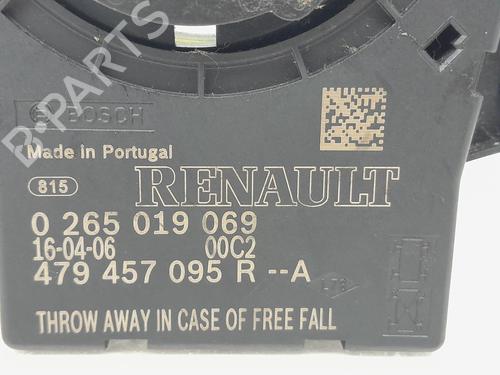 B-PARTS
BOSCH
Made in Portugal
815
RENAULT
0 265 019 069
16-04-06 00C2
479 457 095 R --A
THROW AWAY IN CASE OF FREE FALL